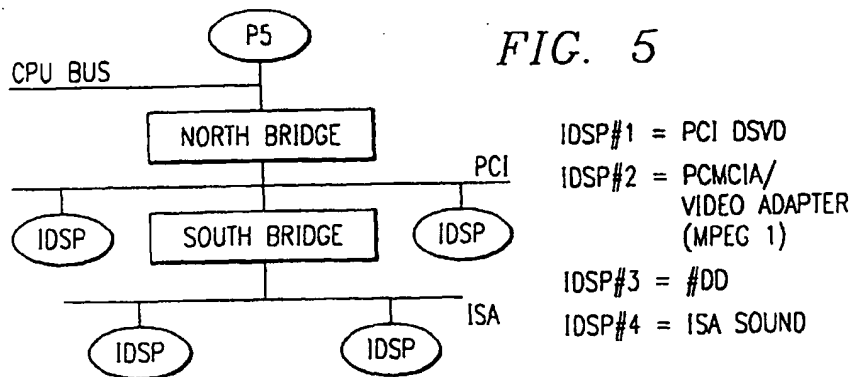 FIG. 5
P5
CPU BUS
NORTH BRIDGE
PCI
IDSP
SOUTH BRIDGE
IDSP
ISA
IDSP
IDSP
IDSP#1 = PCI DSVD
IDSP#2 = PCMCIA/
VIDEO ADAPTER
(MPEG 1)
IDSP#3 = #DD
IDSP#4 = ISA SOUND